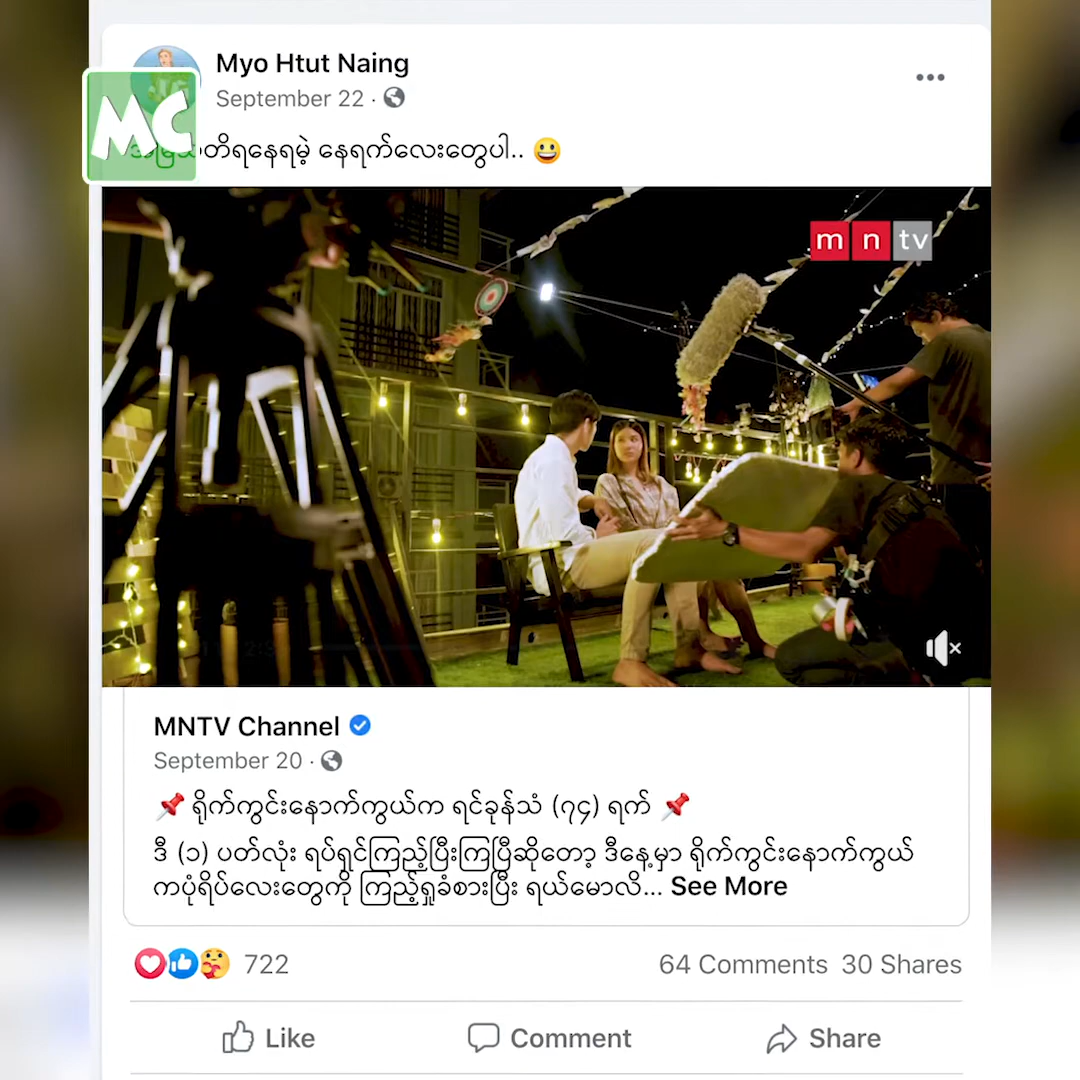 Myo Htut Naing
September 22 ·
MC
အမြဲသတိရနေရမဲ့ နေ့ရက်လေးတွေပါ.. 😀
mntv
MNTV Channel
September 20 ·
📌 ရိုက်ကွင်းနောက်ကွယ်က ရင်ခုန်သံ (၇၄) ရက် 📌
ဒီ (၁) ပတ်လုံး ရပ်ရှင်ကြည့်ပြီးကြပြီဆိုတော့ ဒီနေ့မှာ ရိုက်ကွင်းနောက်ကွယ်
ကပုံရိပ်လေးတွေကို ကြည့်ရှုခံစားပြီး ရယ်မောလိ... See More
722
64 Comments 30 Shares
Like Comment Share